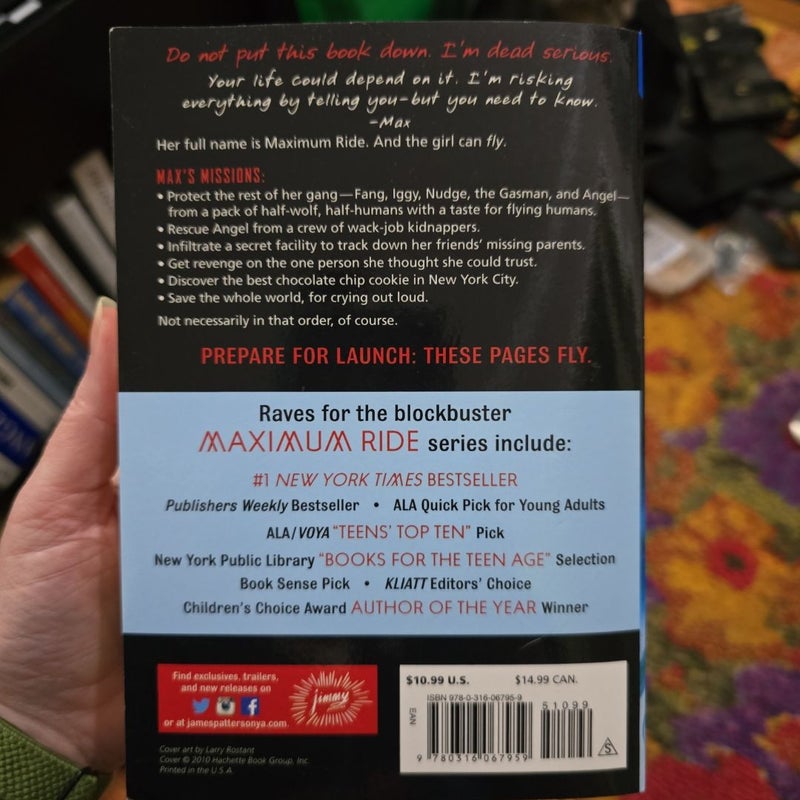 Do not put this book down. I'm dead serious.
Your life could depend on it. I'm risking
everything by telling you—but you need to know.
—Max
Her full name is Maximum Ride. And the girl can fly.
MAX'S MISSIONS:
• Protect the rest of her gang—Fang, Iggy, Nudge, the Gasman, and Angel—
from a pack of half-wolf, half-humans with a taste for flying humans.
• Rescue Angel from a crew of wack-job kidnappers.
• Infiltrate a secret facility to track down her friends' missing parents.
• Get revenge on the one person she thought she could trust.
• Discover the best chocolate chip cookie in New York City.
• Save the whole world, for crying out loud.
Not necessarily in that order, of course.
PREPARE FOR LAUNCH: THESE PAGES FLY.
Raves for the blockbuster
MAXIMUM RIDE series include:
#1 NEW YORK TIMES BESTSELLER
Publishers Weekly Bestseller • ALA Quick Pick for Young Adults
ALA/VOYA "TEENS' TOP TEN" Pick
New York Public Library "BOOKS FOR THE TEEN AGE" Selection
Book Sense Pick • KLIATT Editors' Choice
Children's Choice Award AUTHOR OF THE YEAR Winner
Find exclusives, trailers,
and new releases on
or at jamespattersonya.com.
jimmy
Cover art by Larry Rostant
Cover © 2010 Hachette Book Group, Inc.
Printed in the U.S.A.
$10.99 U.S. $14.99 CAN.
ISBN 978-0-316-06795-9
51099
EAN
9 780316 067959
S